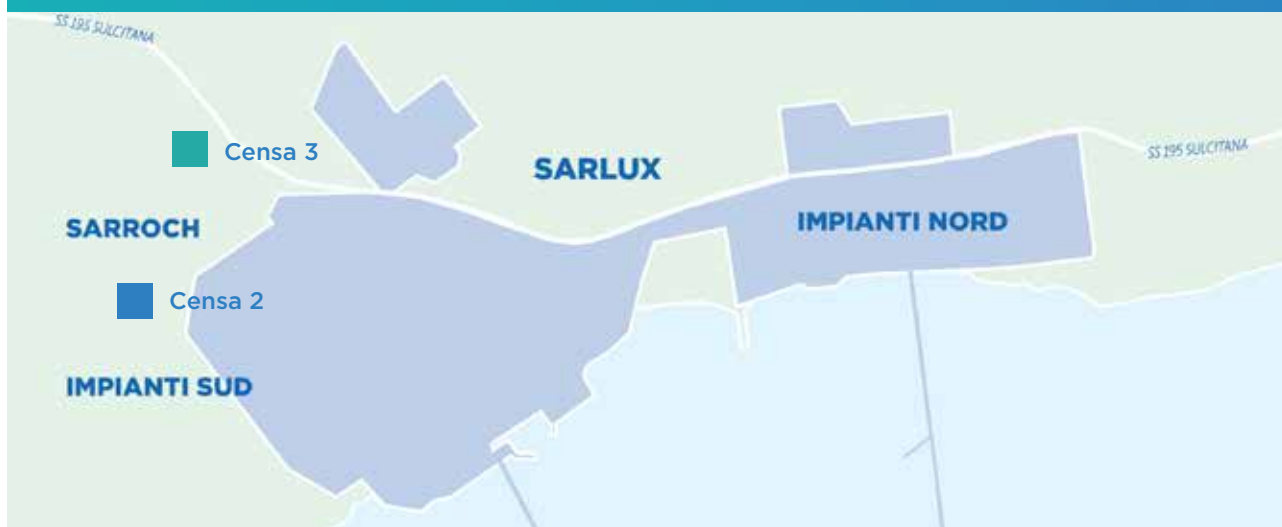 SS 195 SULCITANA
Censa 3
SARLUX
SS 195 SULCITANA
SARROCH
IMPIANTI NORD
Censa 2
IMPIANTI SUD